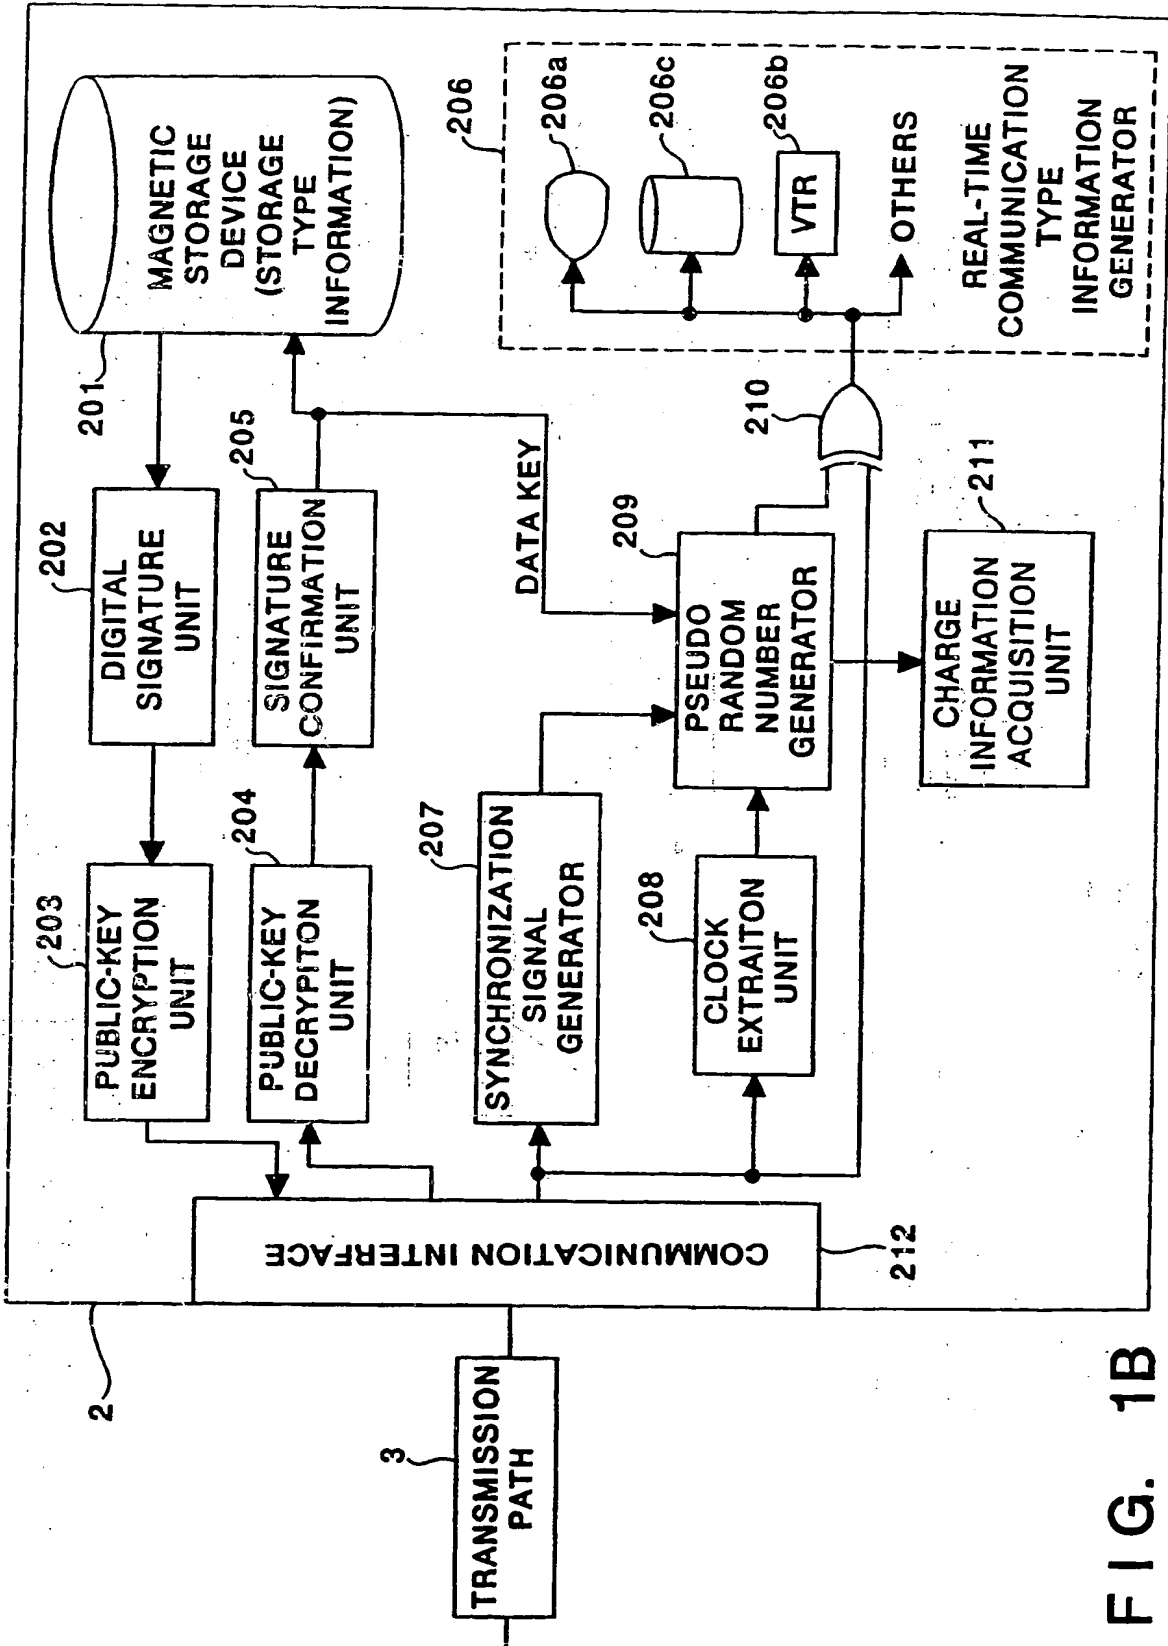 2
201
MAGNETIC
STORAGE
DEVICE
(STORAGE
TYPE
INFORMATION)
202
DIGITAL
SIGNATURE
UNIT
203
PUBLIC-KEY
ENCRYPTION
UNIT
204
PUBLIC-KEY
DECRYPITON
UNIT
205
SIGNATURE
CONFIRMATION
UNIT
DATA KEY
206
206a
206c
206b
VTR
OTHERS
REAL-TIME
COMMUNICATION
TYPE
INFORMATION
GENERATOR
207
SYNCHRONIZATION
SIGNAL
GENERATOR
208
CLOCK
EXTRAITON
UNIT
209
PSEUDO
RANDOM
NUMBER
GENERATOR
210
211
CHARGE
INFORMATION
ACQUISITION
UNIT
COMMUNICATION INTERFACE
212
3
TRANSMISSION
PATH
FIG. 1B